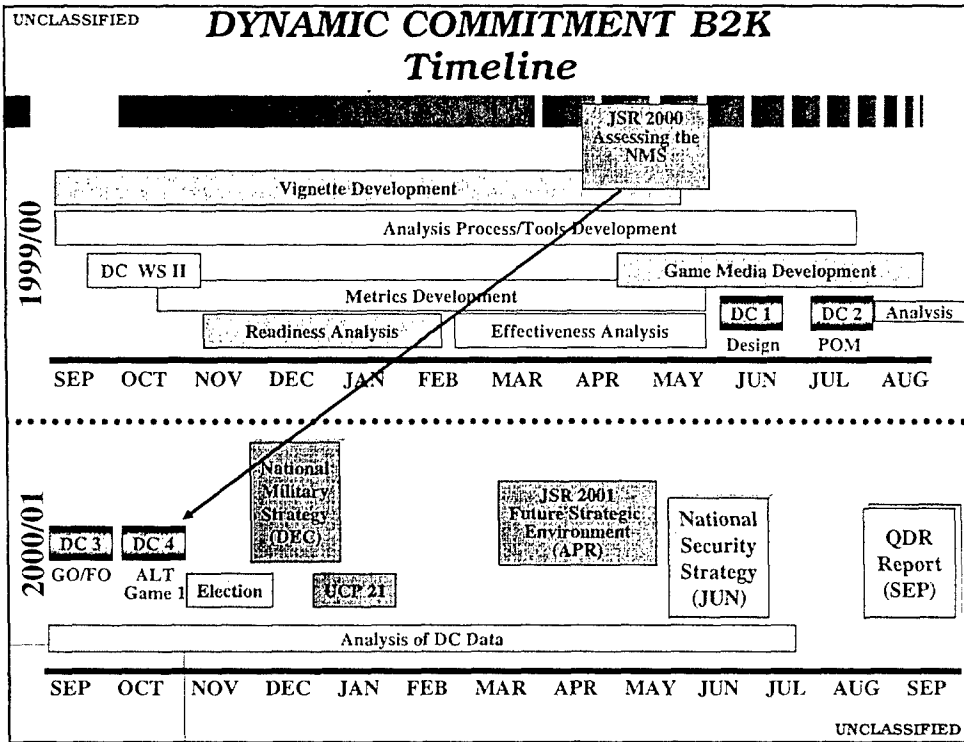 UNCLASSIFIED
DYNAMIC COMMITMENT B2K
Timeline
JSR 2000
Assessing the
NMS
Vignette Development
Analysis Process/Tools Development
DC WS II
Game Media Development
Metrics Development
DC 1
DC 2
Analysis
Readiness Analysis
Effectiveness Analysis
Design
POM
1999/00
SEP OCT NOV DEC JAN FEB MAR APR MAY JUN JUL AUG
National
Military
Strategy
(DEC)
JSR 2001
Future Strategic
Environment
(APR)
National
Security
Strategy
(JUN)
QDR
Report
(SEP)
DC 3
DC 4
GO/FO
ALT
Game 1
Election
UCP 21
2000/01
Analysis of DC Data
SEP OCT NOV DEC JAN FEB MAR APR MAY JUN JUL AUG SEP
UNCLASSIFIED